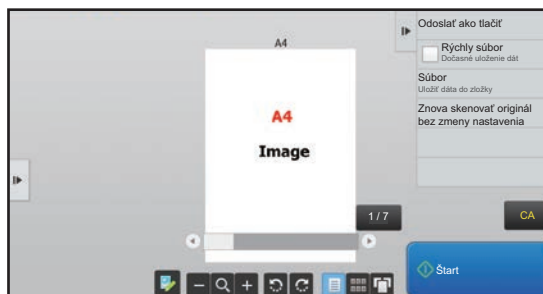 A4
A4
Image
1 / 7
Odoslať ako tlačiť
Rýchly súbor
Dočasné uloženie dát
Súbor
Uložiť dáta do zložky
Znova skenovať originál
bez zmeny nastavenia
CA
Štart